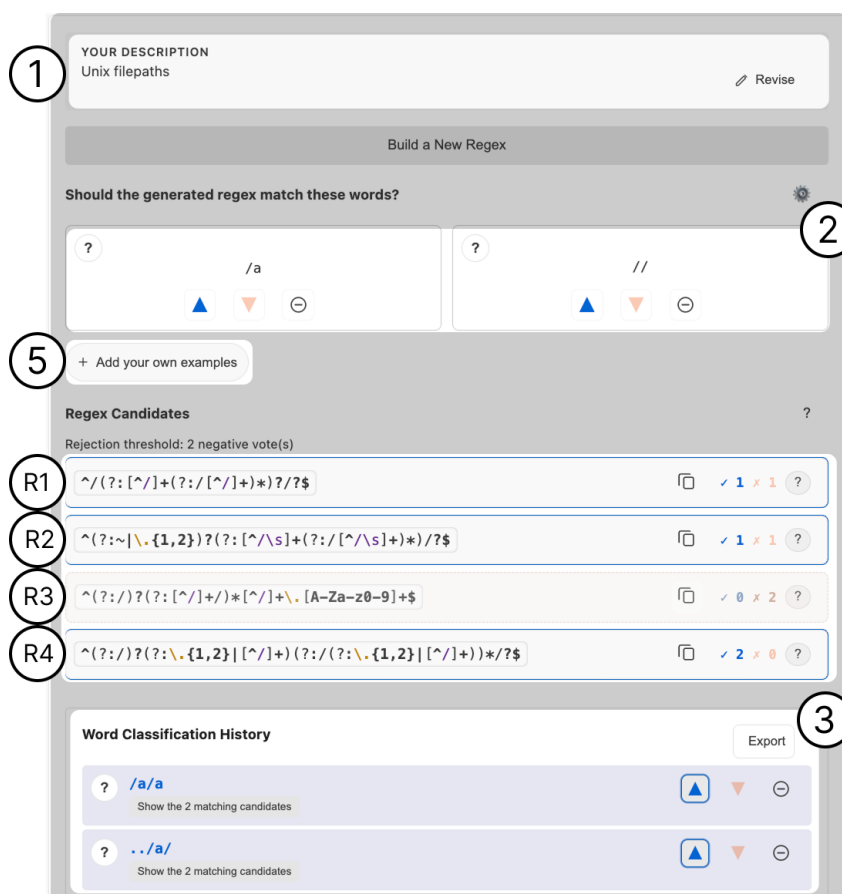 1
YOUR DESCRIPTION
Unix filepaths
Revise
Build a New Regex
Should the generated regex match these words?
2
? ?
/a //
5
+ Add your own examples
Regex Candidates ?
Rejection threshold: 2 negative vote(s)
R1 ^/(?:[^/]+(?:/[^/]+)*)?/?$ ✓ 1 ✗ 1 ?
R2 ^(?:~|\.{1,2})?(?:[^/\s]+(?:/[^/\s]+)*)/?$ ✓ 1 ✗ 1 ?
R3 ^(?:/)?(?:[^/]+/)*[^/]+\.[A-Za-z0-9]+$ ✓ 0 ✗ 2 ?
R4 ^(?:/)?(?:\.{1,2}|[^/]+)(?:/(?:\.{1,2}|[^/]+))*/?$ ✓ 2 ✗ 0 ?
3
Word Classification History
Export
? /a/a
Show the 2 matching candidates
? ../a/
Show the 2 matching candidates